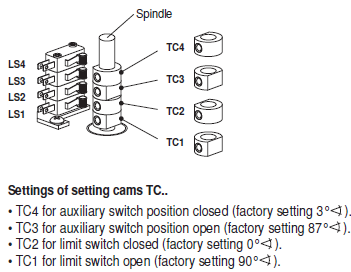 Spindle
LS4
LS3
LS2
LS1
TC4
TC3
TC2
TC1
Settings of setting cams TC..
• TC4 for auxiliary switch position closed (factory setting 3°⊲).
• TC3 for auxiliary switch position open (factory setting 87°⊲).
• TC2 for limit switch closed (factory setting 0°⊲).
• TC1 for limit switch open (factory setting 90°⊲).